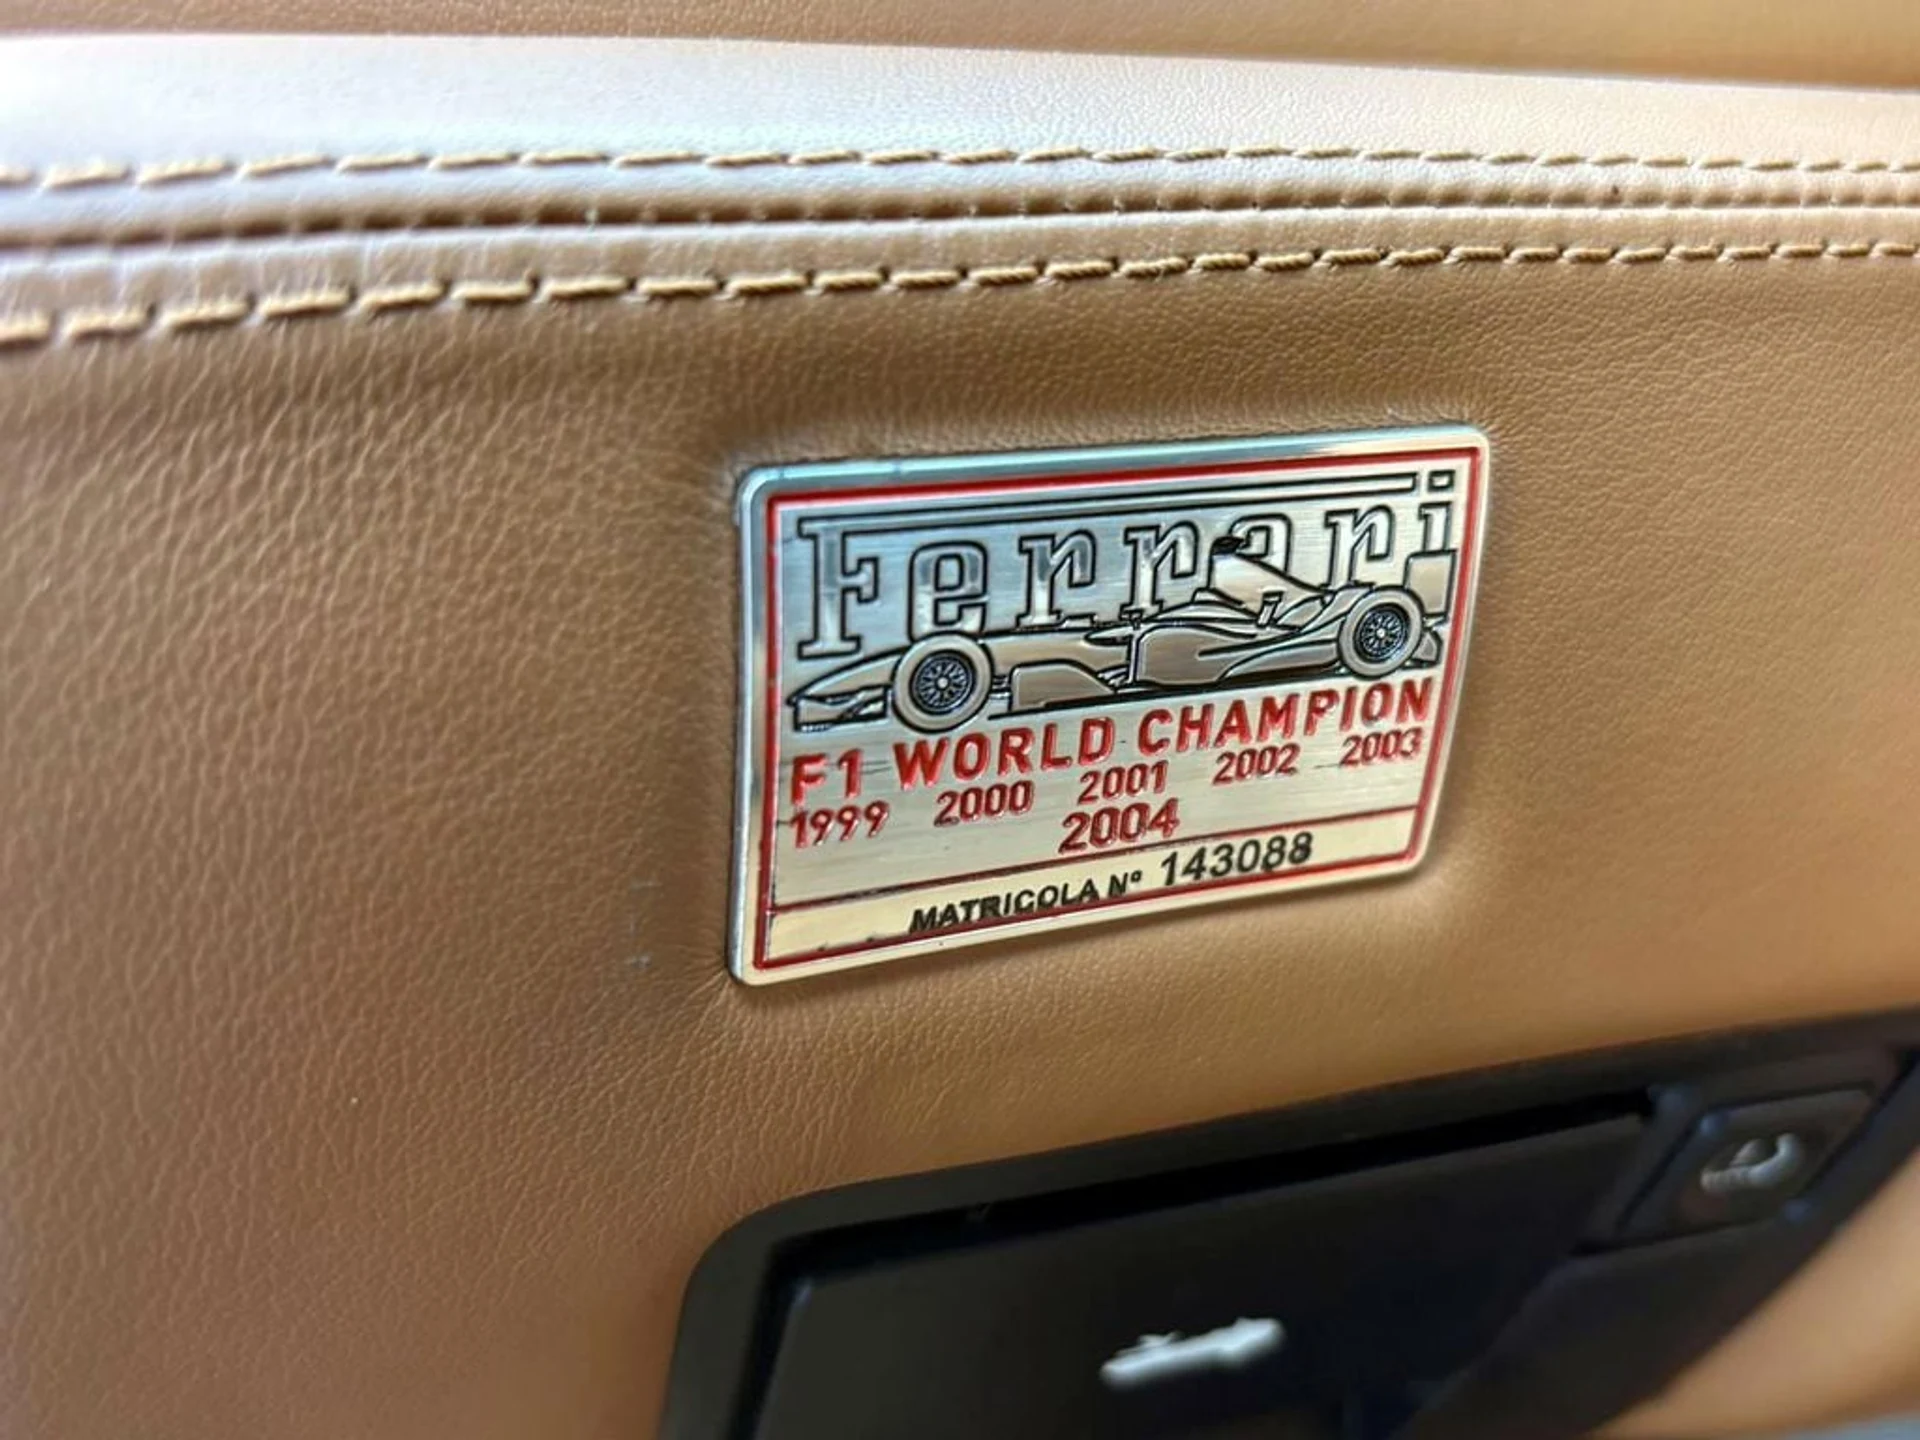 Ferrari
F1 WORLD CHAMPION
1999 2000 2001 2002 2003
2004
MATRICOLA Nº 143088